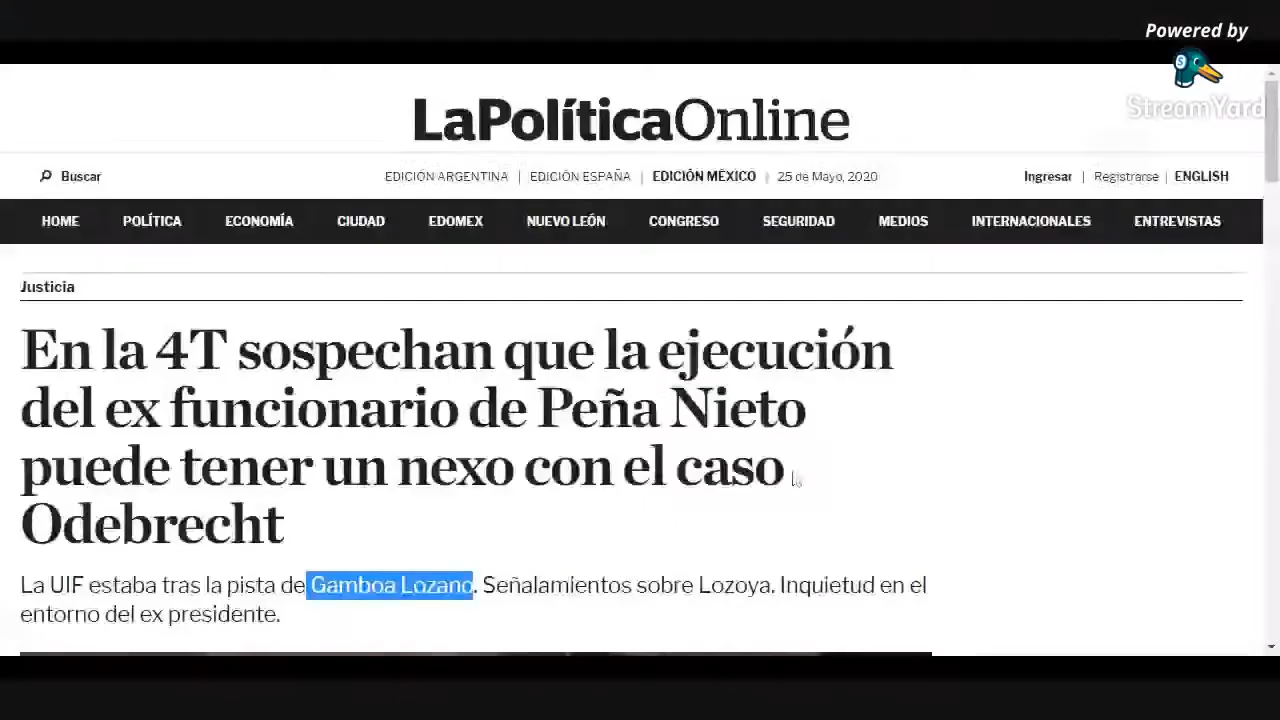 Powered by
StreamYard
LaPolíticaOnline
Buscar
EDICIÓN ARGENTINA | EDICIÓN ESPAÑA | EDICIÓN MÉXICO | 25 de Mayo, 2020
Ingresar | Registrarse | ENGLISH
HOME POLÍTICA ECONOMÍA CIUDAD EDOMEX NUEVO LEÓN CONGRESO SEGURIDAD MEDIOS INTERNACIONALES ENTREVISTAS
Justicia
En la 4T sospechan que la ejecución
del ex funcionario de Peña Nieto
puede tener un nexo con el caso
Odebrecht
La UIF estaba tras la pista de Gamboa Lozano. Señalamientos sobre Lozoya. Inquietud en el
entorno del ex presidente.